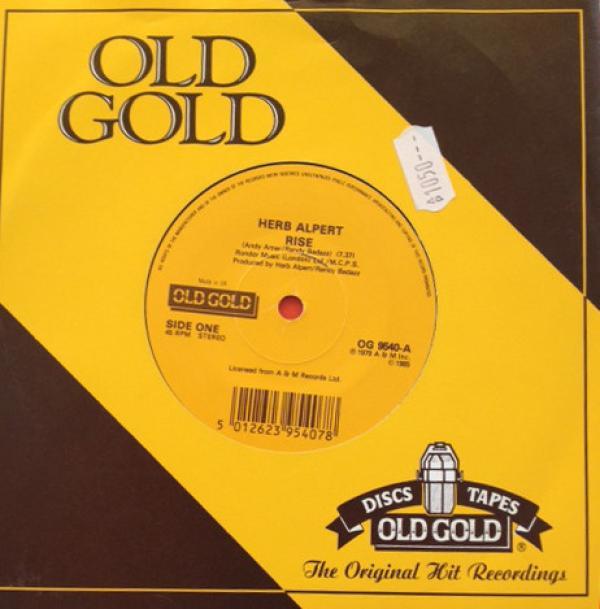 OLD
GOLD
61050---
HERB ALPERT
RISE
(Andy Armer/Randy Badazz) (7.37)
Rondor Music (London) Ltd./M.C.P.S.
Produced by Herb Alpert/Randy Badazz
Made in UK
OLD GOLD
SIDE ONE
45 RPM STEREO
OG 9540-A
℗ 1979 A & M Inc.
© 1985
Licensed from A & M Records Ltd.
5 012623 954078
DISCS TAPES
OLD GOLD ®
The Original Hit Recordings